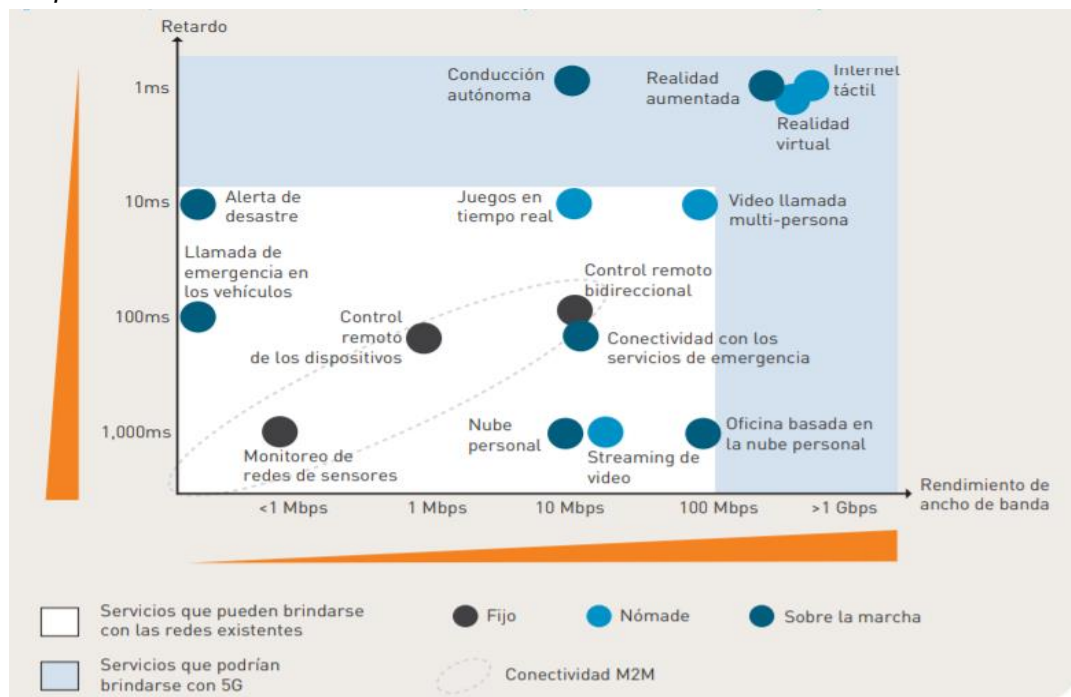 Retardo
1ms
Conducción
autónoma
Realidad
aumentada
Internet
táctil
Realidad
virtual
10ms
Alerta de
desastre
Juegos en
tiempo real
Video llamada
multi-persona
Llamada de
emergencia en
los vehículos
Control remoto
bidireccional
100ms
Control
remoto
de los dispositivos
Conectividad con los
servicios de emergencia
1,000ms
Monitoreo de
redes de sensores
Nube
personal
Streaming de
video
Oficina basada en
la nube personal
Rendimiento de
ancho de banda
<1 Mbps
1 Mbps
10 Mbps
100 Mbps
>1 Gbps
Servicios que pueden brindarse
con las redes existentes
Fijo
Nómade
Sobre la marcha
Servicios que podrían
brindarse con 5G
Conectividad M2M